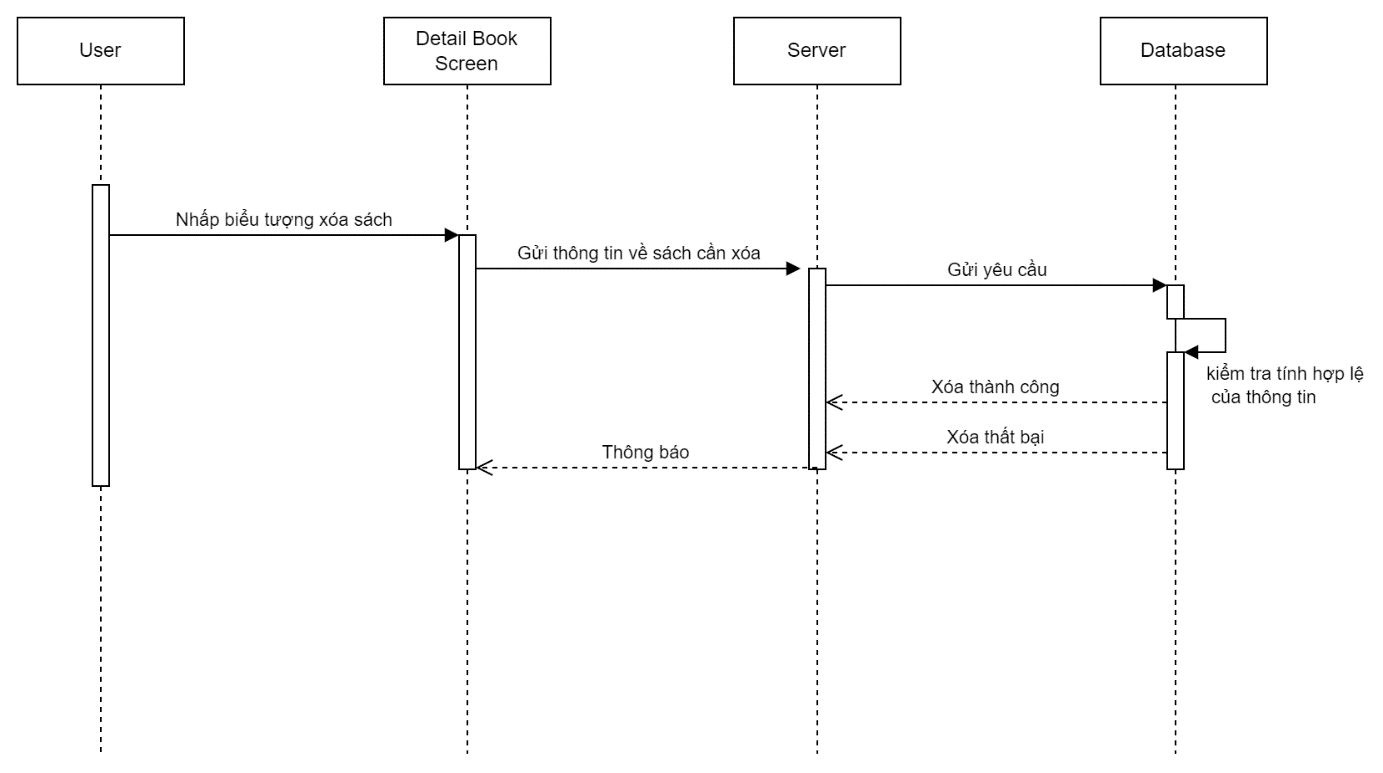 User
Detail Book
Screen
Server
Database
Nhấp biểu tượng xóa sách
Gửi thông tin về sách cần xóa
Gửi yêu cầu
kiểm tra tính hợp lệ
của thông tin
Xóa thành công
Xóa thất bại
Thông báo